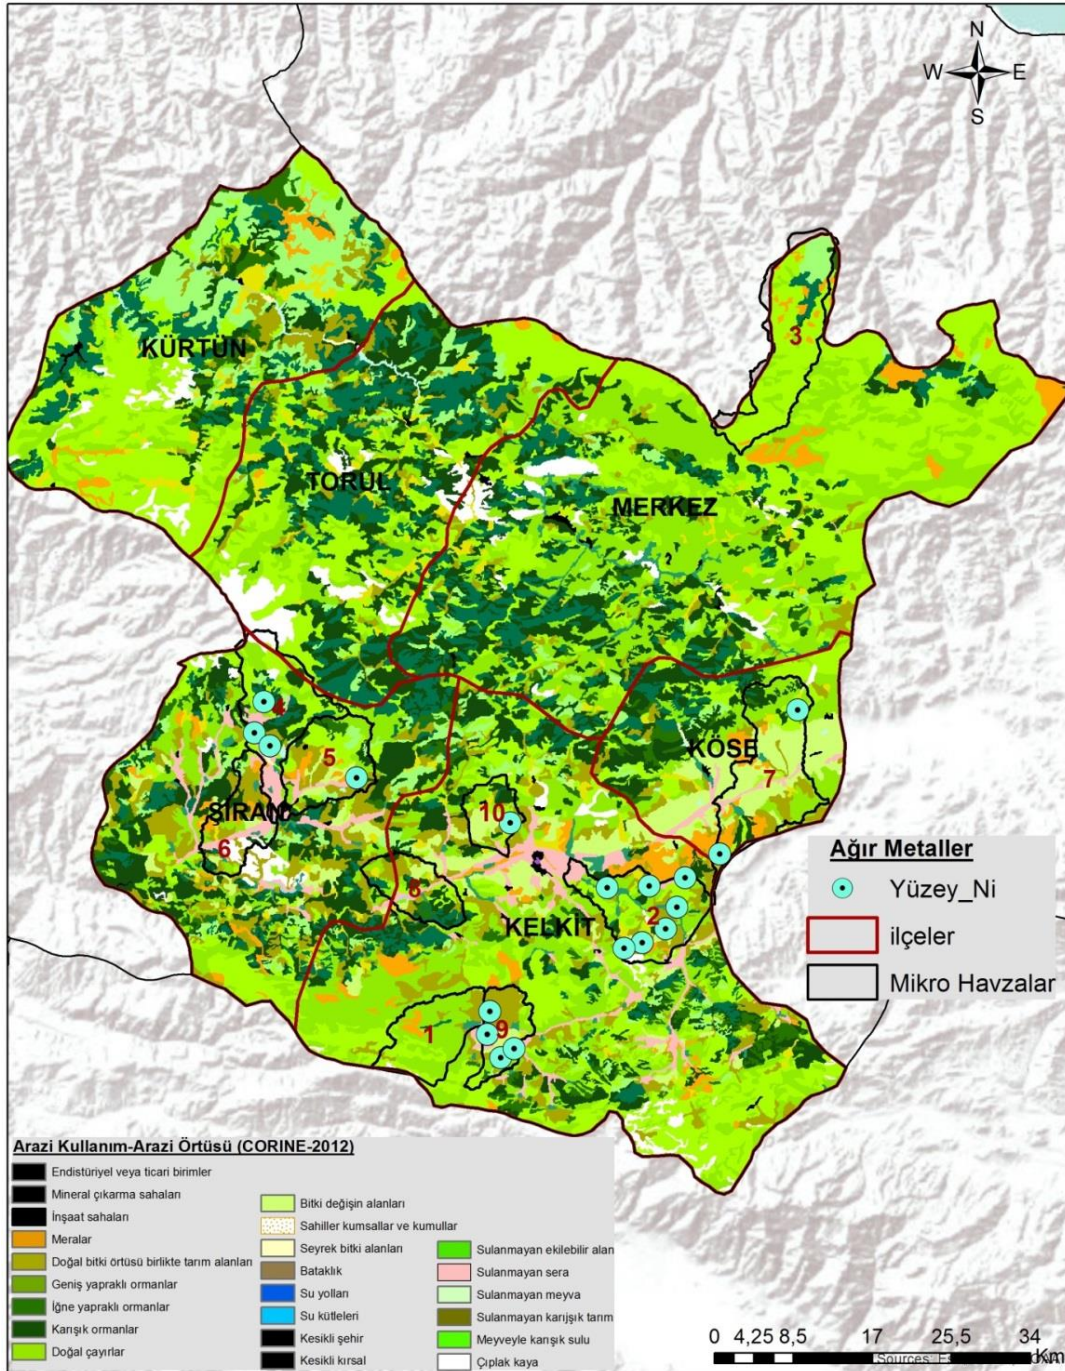 N
W E
S
3
KÜRTÜN
TORUL
MERKEZ
4
5
KÖSE
7
ŞİRAN
10
6
8
2
KELKİT
1
9
Ağır Metaller
Yüzey_Ni
ilçeler
Mikro Havzalar
Arazi Kullanım-Arazi Örtüsü (CORINE-2012)
Endistüriyel veya ticari birimler
Mineral çıkarma sahaları
İnşaat sahaları
Meralar
Doğal bitki örtüsü birlikte tarım alanları
Geniş yapraklı ormanlar
İğne yapraklı ormanlar
Karışık ormanlar
Doğal çayırlar
Bitki değişin alanları
Sahiller kumsallar ve kumullar
Seyrek bitki alanları
Bataklık
Su yolları
Su kütleleri
Kesikli şehir
Kesikli kırsal
Sulanmayan ekilebilir alan
Sulanmayan sera
Sulanmayan meyva
Sulanmayan karıjşık tarım
Meyveyle karışık sulu
Çıplak kaya
0 4,25 8,5 17 25,5 34
Km
Sources: